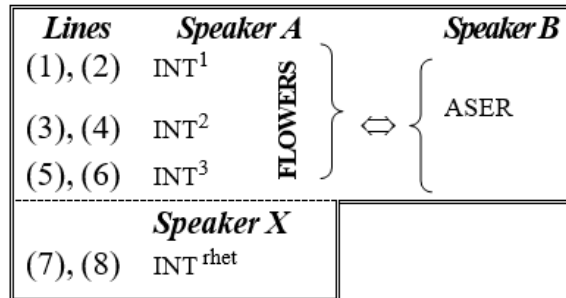 Lines Speaker A Speaker B
(1), (2) INT¹
FLOWERS
ASER
(3), (4) INT²
(5), (6) INT³
Speaker X
(7), (8) INT rhet